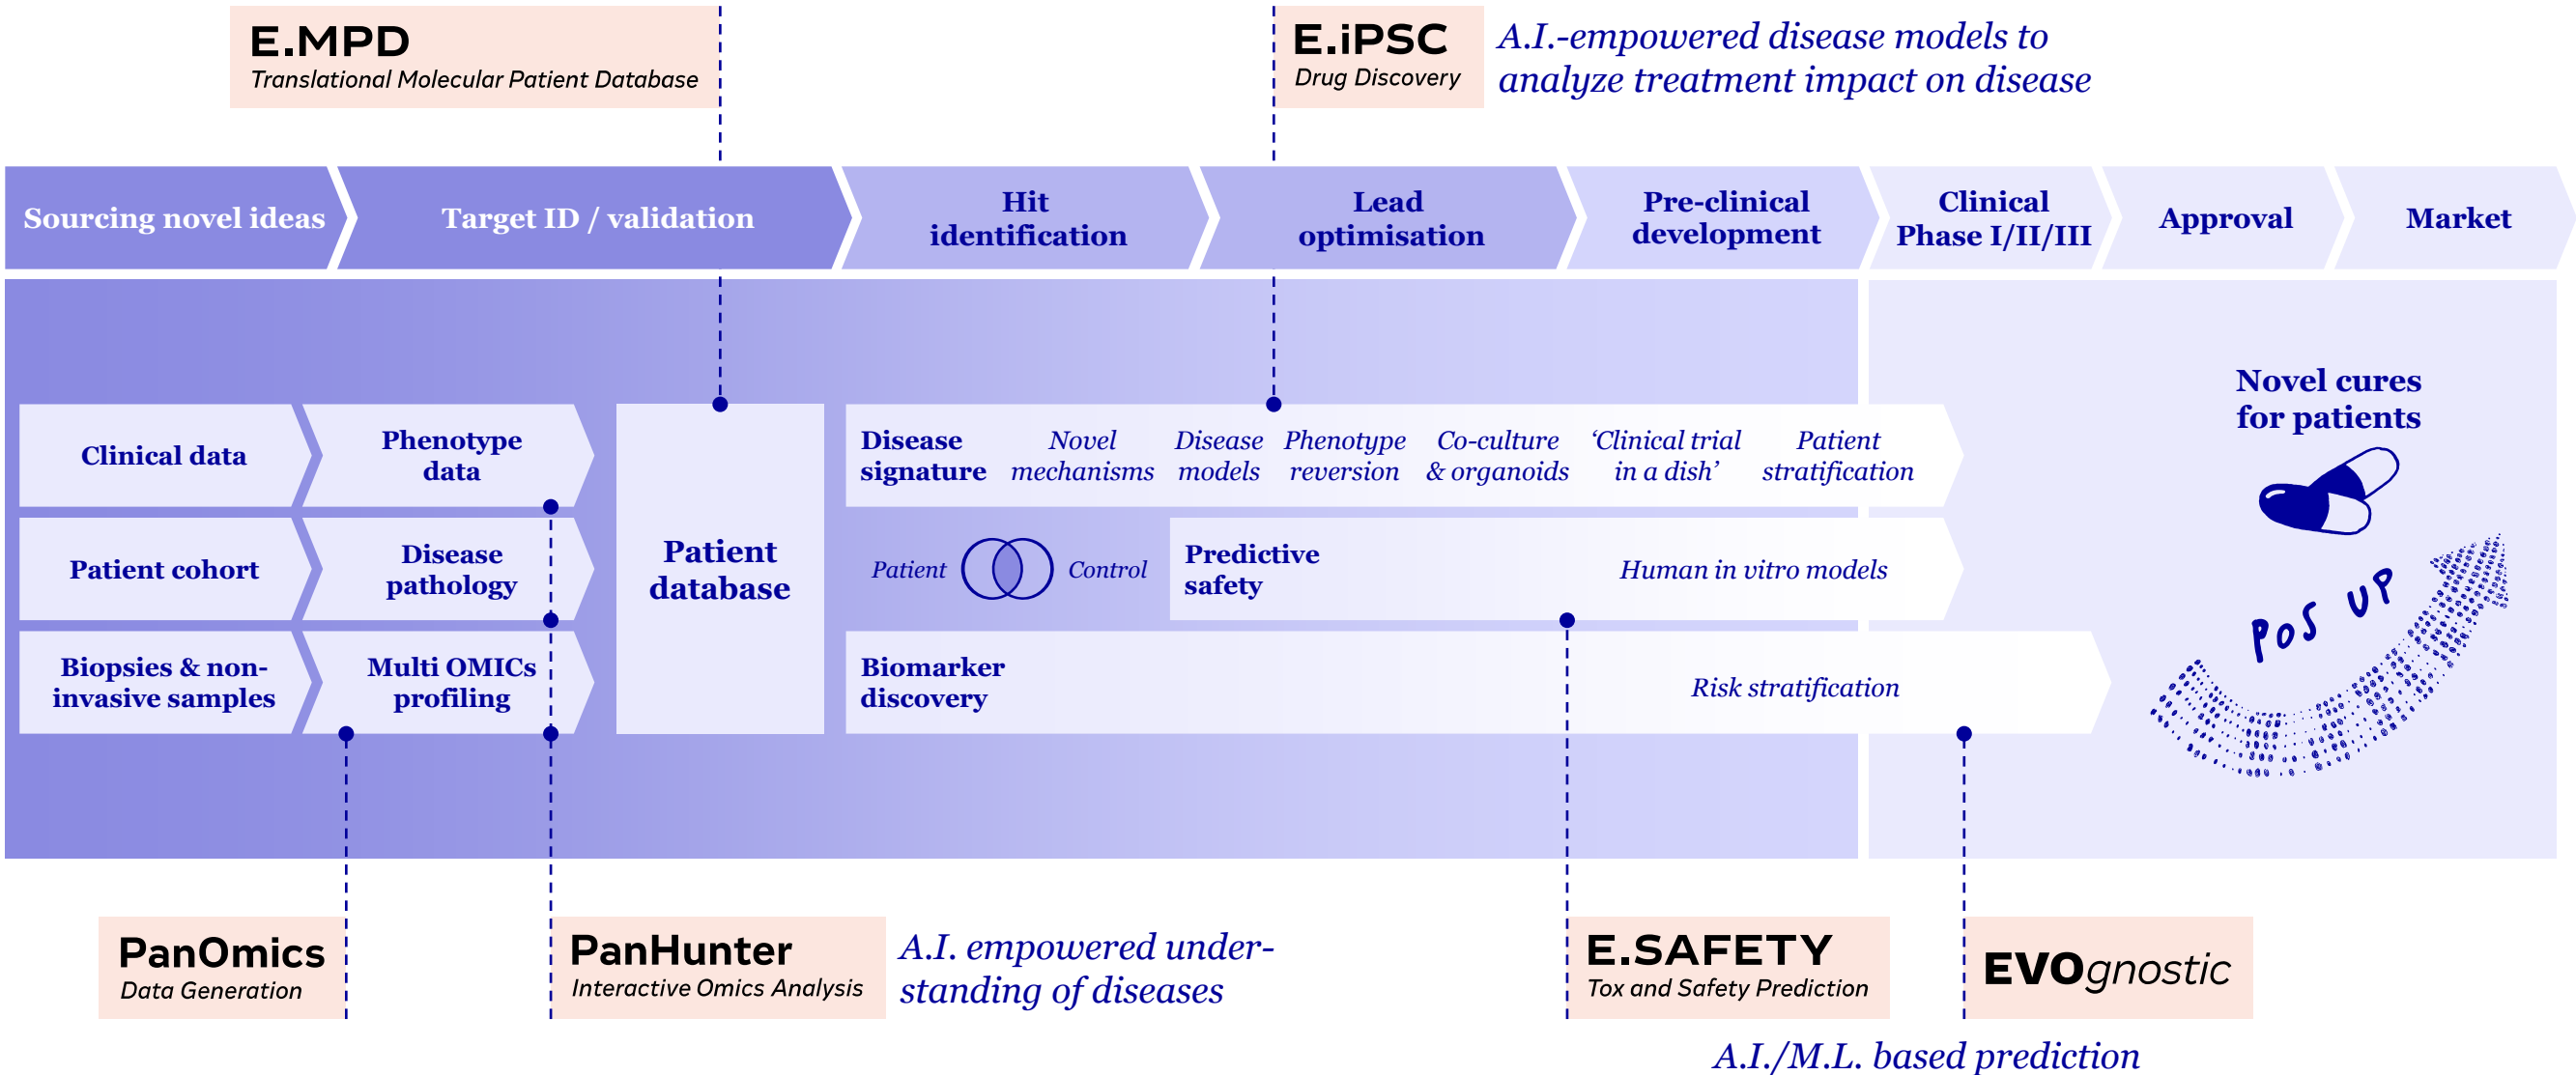 E.MPD
Translational Molecular Patient Database
E.iPSC
Drug Discovery
A.I.-empowered disease models to
analyze treatment impact on disease
Sourcing novel ideas
Target ID / validation
Hit
identification
Lead
optimisation
Pre-clinical
development
Clinical
Phase I/II/III
Approval
Market
Clinical data
Phenotype
data
Patient cohort
Disease
pathology
Biopsies & non-
invasive samples
Multi OMICs
profiling
Patient
database
Disease
signature
Novel
mechanisms
Disease
models
Phenotype
reversion
Co-culture
& organoids
‘Clinical trial
in a dish’
Patient
stratification
Patient
Control
Predictive
safety
Human in vitro models
Biomarker
discovery
Risk stratification
Novel cures
for patients
POS UP
PanOmics
Data Generation
PanHunter
Interactive Omics Analysis
A.I. empowered under-
standing of diseases
E.SAFETY
Tox and Safety Prediction
EVOgnostic
A.I./M.L. based prediction